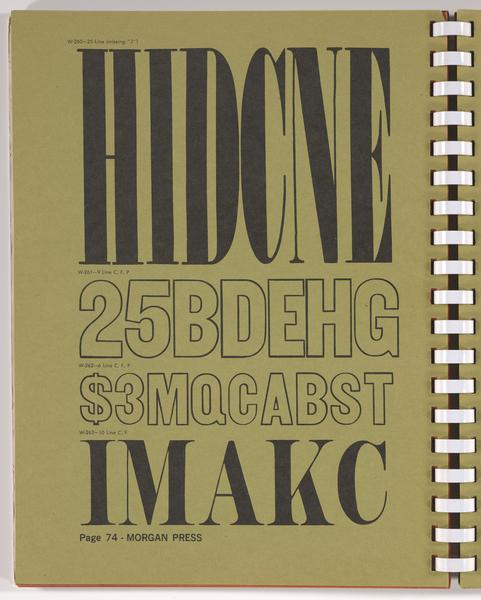 W-260—25 Line (missing "J")
HIDCNE
W-261—9 Line C, F, P
25BDEHG
W-262—6 Line C, F, P
$3MQCABST
W-263—10 Line C, F
IMAKC
Page 74 - MORGAN PRESS